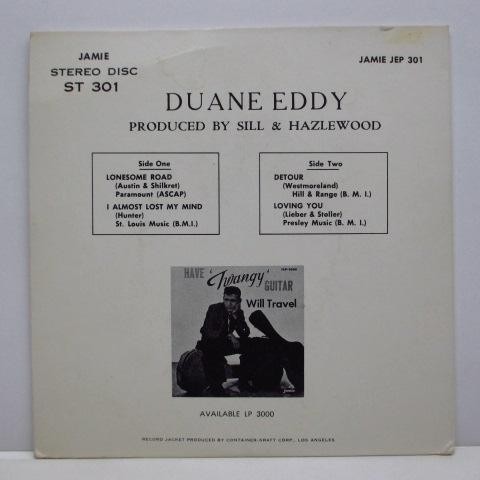 JAMIE
STEREO DISC
ST 301
JAMIE JEP 301
DUANE EDDY
PRODUCED BY SILL & HAZLEWOOD
Side One
LONESOME ROAD
(Austin & Shilkret)
Paramount (ASCAP)
I ALMOST LOST MY MIND
(Hunter)
St. Louis Music (B.M.I.)
Side Two
DETOUR
(Westmoreland)
Hill & Range (B. M. I.)
LOVING YOU
(Lieber & Stoller)
Presley Music (B. M. I.)
HAVE 'Twangy' GUITAR
Will Travel
AVAILABLE LP 3000
RECORD JACKET PRODUCED BY CONTAINER-KRAFT CORP., LOS ANGELES